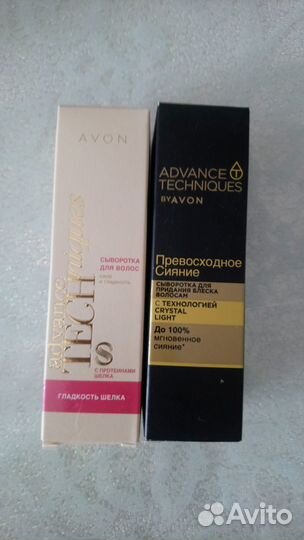 AVON
advance
TECHniques
СЫВОРОТКА
ДЛЯ ВОЛОС
С ПРОТЕИНАМИ
ШЕЛКА
ГЛАДКОСТЬ ШЕЛКА
ADVANCE
TECHNIQUES
BY AVON
Превосходное
Сияние
СЫВОРОТКА ДЛЯ
ПРИДАНИЯ БЛЕСКА
ВОЛОСАМ
С ТЕХНОЛОГИЕЙ
CRYSTAL
LIGHT
До 100%
мгновенное
сияние*
Avito